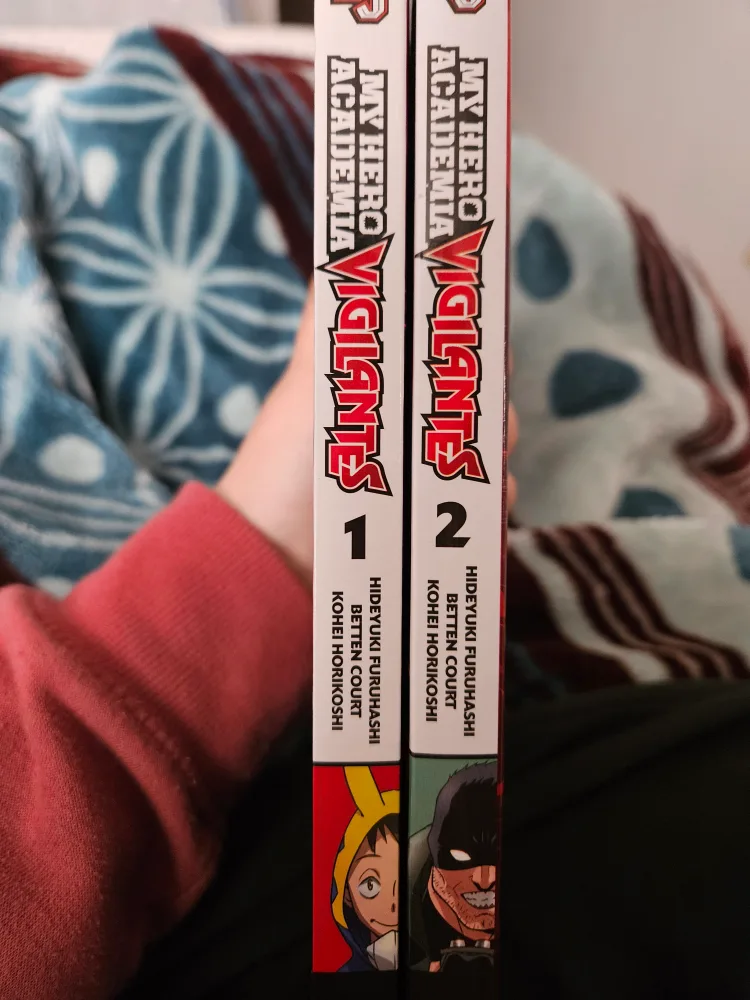 MY HERO
ACADEMIA
VIGILANTES
1
HIDEYUKI FURUHASHI
BETTEN COURT
KOHEI HORIKOSHI
MY HERO
ACADEMIA
VIGILANTES
2
HIDEYUKI FURUHASHI
BETTEN COURT
KOHEI HORIKOSHI